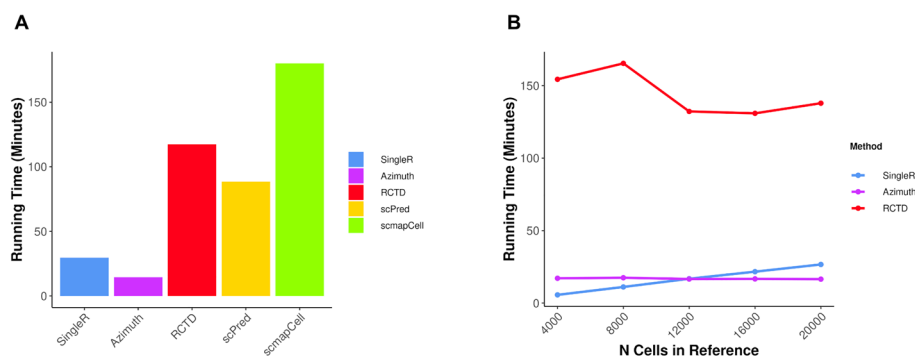 A
Running Time (Minutes)
150
100
50
0
SingleR
Azimuth
RCTD
scPred
scmapCell
SingleR
Azimuth
RCTD
scPred
scmapCell
B
Running Time (Minutes)
150
100
50
0
4000
8000
12000
16000
20000
N Cells in Reference
Method
SingleR
Azimuth
RCTD